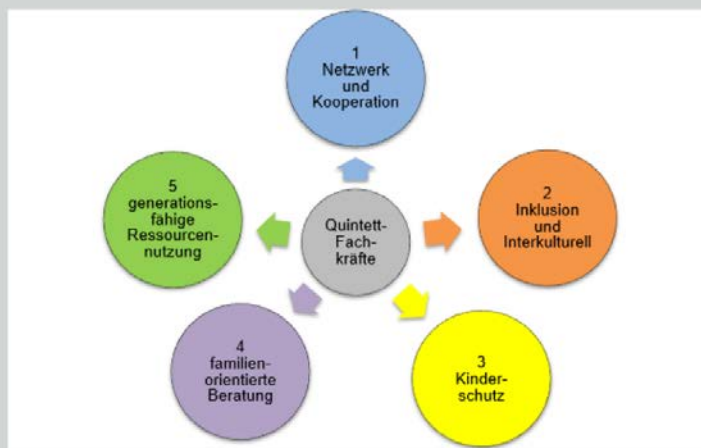 1
Netzwerk
und
Kooperation
2
Inklusion
und
Interkulturell
3
Kinder-
schutz
4
familien-
orientierte
Beratung
5
generations-
fähige
Ressourcen-
nutzung
Quintett-
Fach-
kräfte